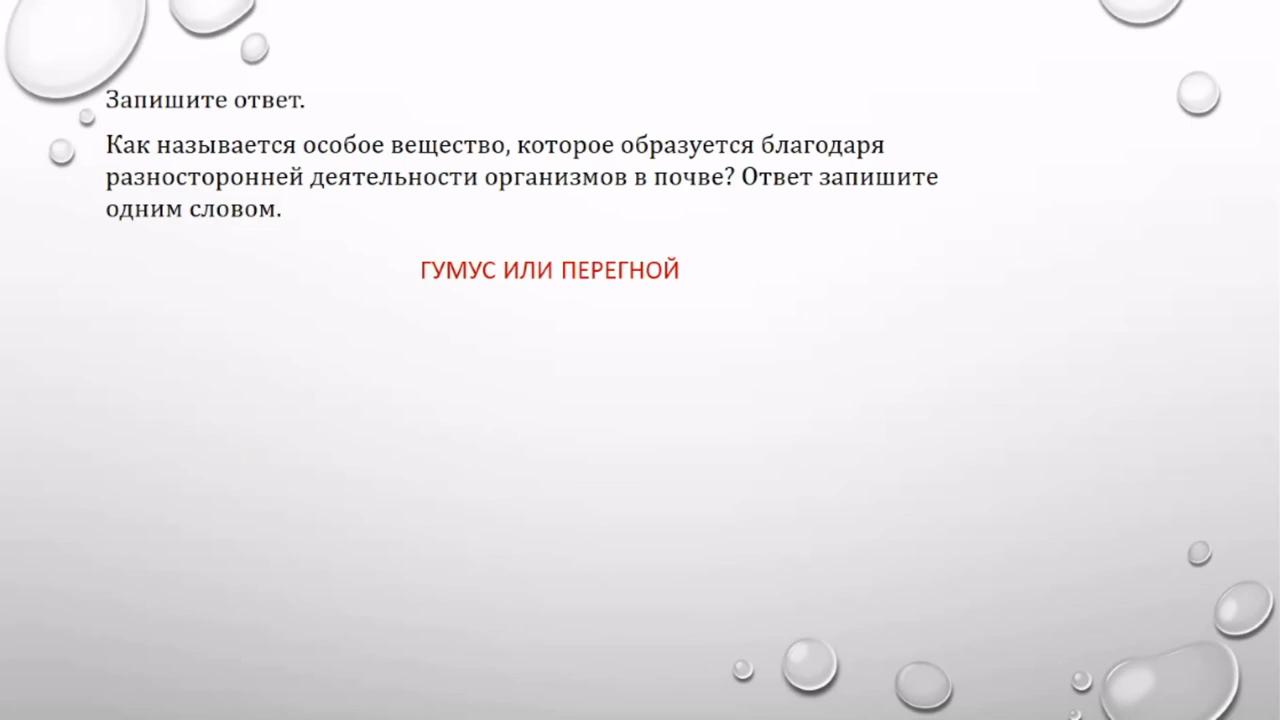 Запишите ответ.
Как называется особое вещество, которое образуется благодаря
разносторонней деятельности организмов в почве? Ответ запишите
одним словом.
ГУМУС ИЛИ ПЕРЕГНОЙ